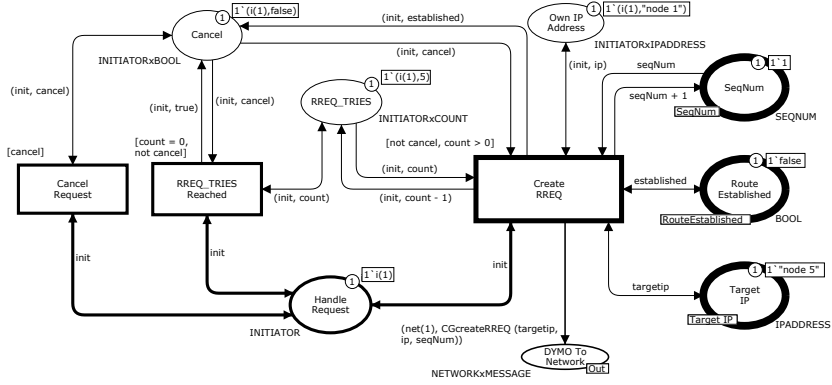 1
1`(i(1),false)
Cancel
INITIATORxBOOL
(init, established)
(init, cancel)
1
1`(i(1),"node 1")
Own IP
Address
INITIATORxIPADDRESS
(init, ip)
seqNum
seqNum + 1
1
1`1
SeqNum
SeqNum
SEQNUM
(init, cancel)
(init, true)
(init, cancel)
1
1`(i(1),5)
RREQ_TRIES
INITIATORxCOUNT
[cancel]
Cancel
Request
[count = 0,
not cancel]
RREQ_TRIES
Reached
(init, count)
(init, count)
(init, count - 1)
[not cancel, count > 0]
Create
RREQ
established
1
1`false
Route
Established
RouteEstablished
BOOL
init
init
init
1
1`i(1)
Handle
Request
INITIATOR
targetip
1
1`"node 5"
Target
IP
Target IP
IPADDRESS
(net(1), CGcreateRREQ (targetip,
ip, seqNum))
DYMO To
Network
Out
NETWORKxMESSAGE